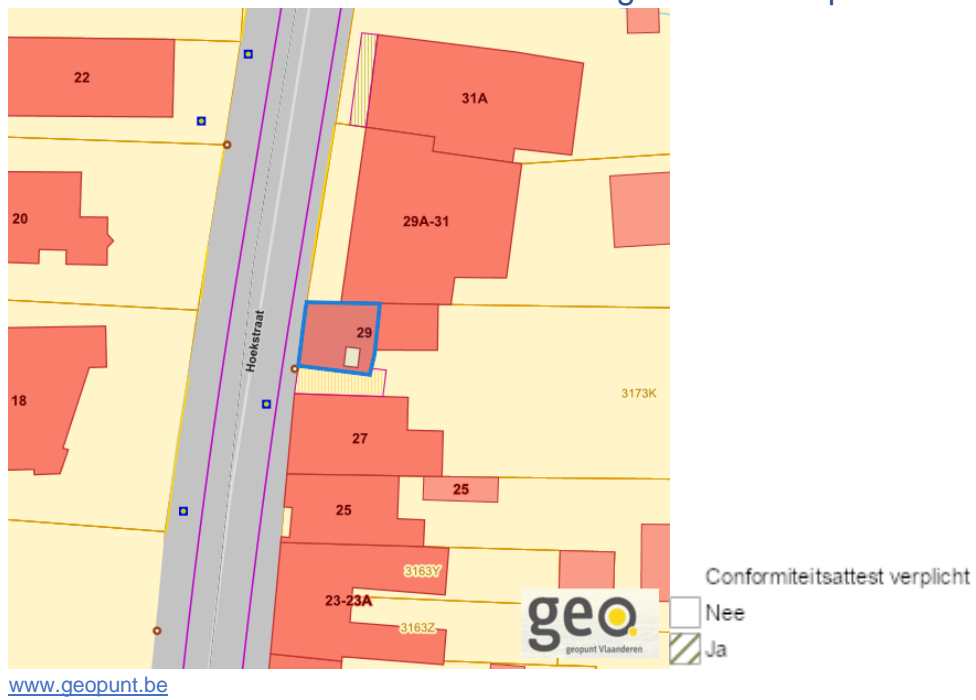 22
31A
20
29A-31
29
Hoekstraat
18
3173K
27
25
25
3163Y
23-23A
3163Z
geo.
geopunt Vlaanderen
Conformiteitsattest verplicht
Nee
Ja
www.geopunt.be